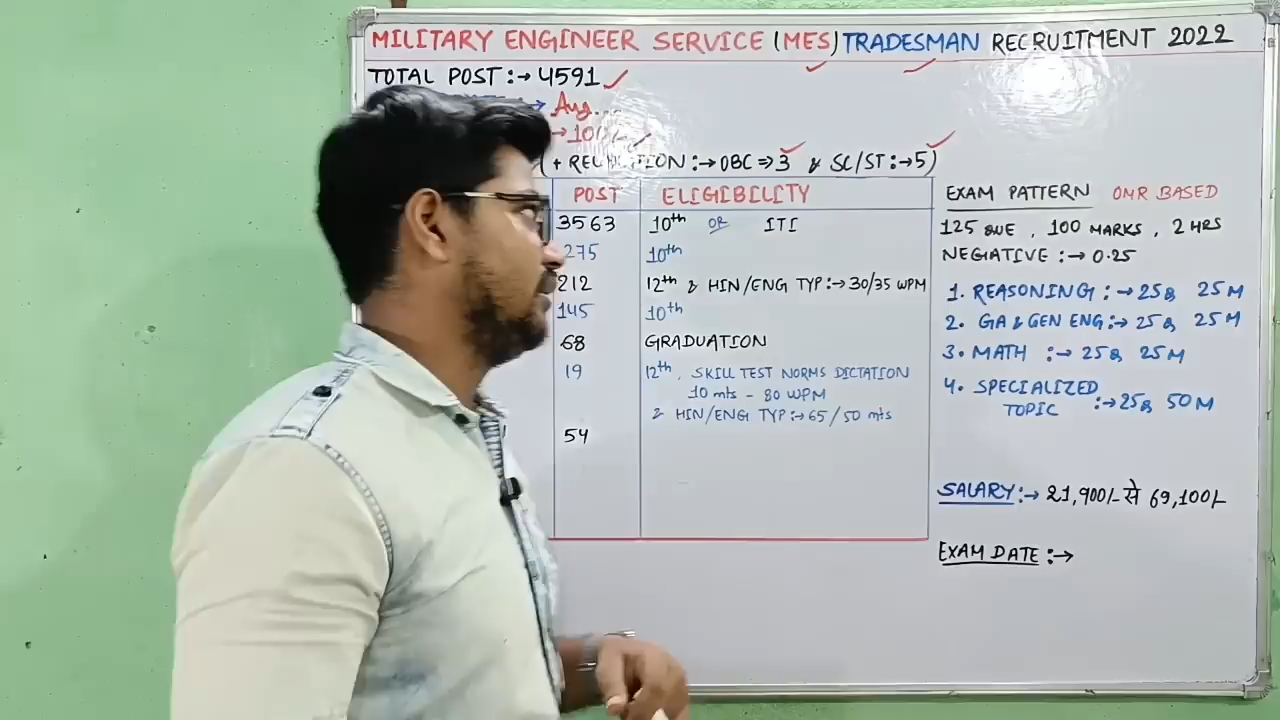 MILITARY ENGINEER SERVICE (MES) TRADESMAN RECRUITMENT 2022
TOTAL POST :→ 4591
→ Aug...
→ 100/-
(+ RELAXATION :→ OBC ⇒ 3 & SC/ST :→ 5)
POST ELIGIBILITY
3563 10th OR ITI
275 10th
212 12th & HIN/ENG TYP :→ 30/35 WPM
145 10th
68 GRADUATION
19 12th, SKILL TEST NORMS DICTATION
10 mts - 80 WPM
& HIN/ENG TYP :→ 65/50 mts
54
EXAM PATTERN OMR BASED
125 QUE, 100 MARKS, 2 HRS
NEGATIVE :→ 0.25
1. REASONING :→ 25Q 25M
2. GA & GEN ENG :→ 25Q 25M
3. MATH :→ 25Q 25M
4. SPECIALIZED
TOPIC :→ 25Q 50M
SALARY :→ 21,900/- से 69,100/-
EXAM DATE :→